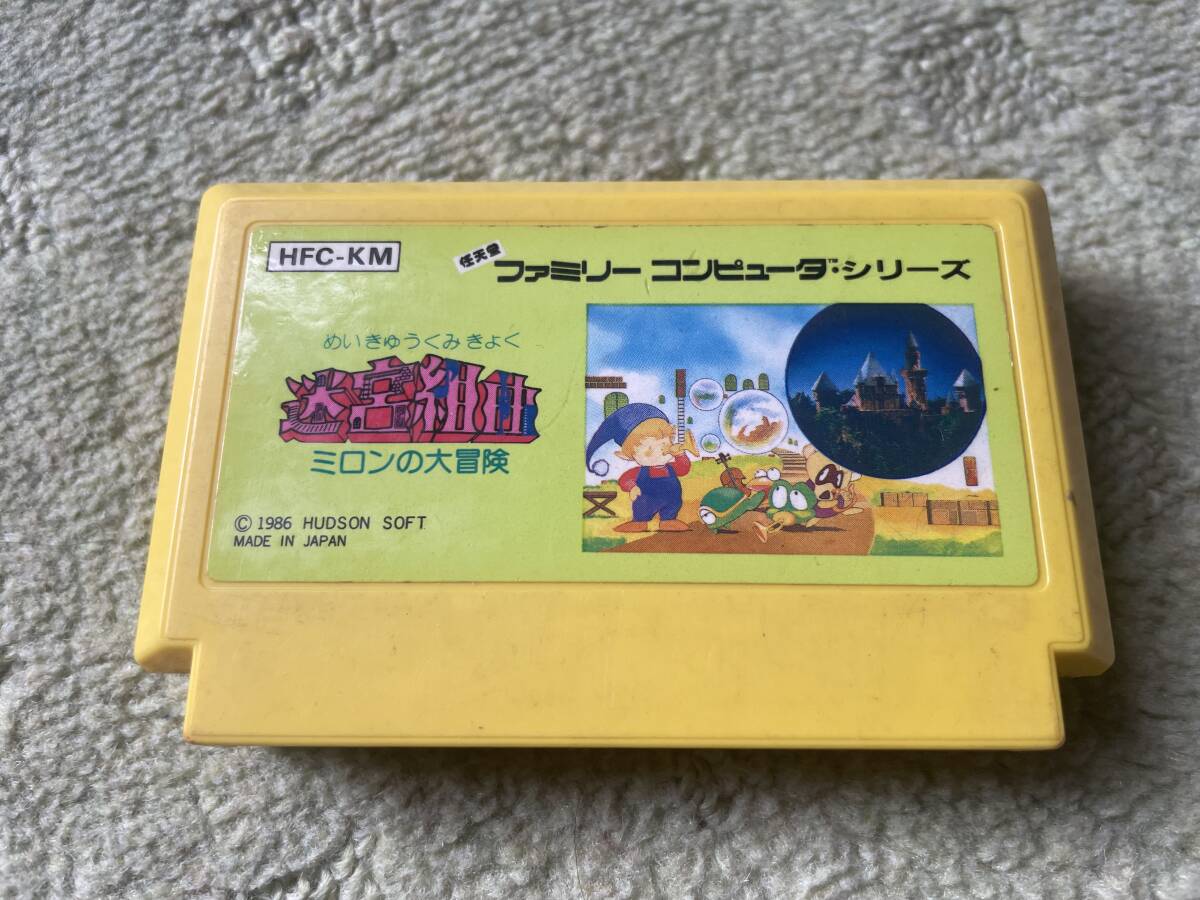 HFC-KM
任天堂
ファミリー コンピュータ™・シリーズ
めいきゅうくみきょく
迷宮組曲
ミロンの大冒険
© 1986 HUDSON SOFT
MADE IN JAPAN